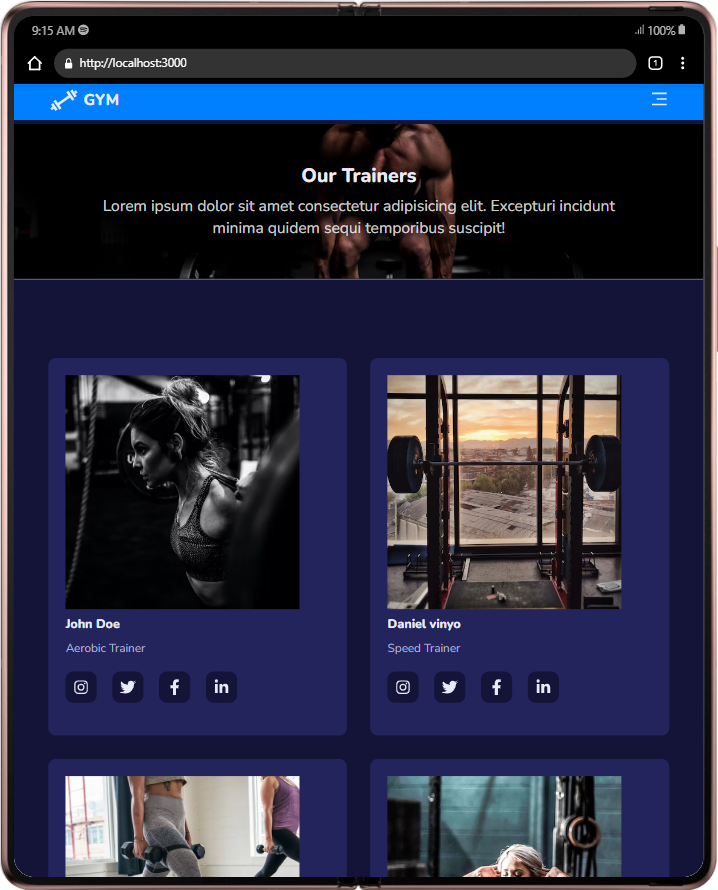 9:15 AM
100%
http://localhost:3000
1
GYM
Our Trainers
Lorem ipsum dolor sit amet consectetur adipisicing elit. Excepturi incidunt
minima quidem sequi temporibus suscipit!
John Doe
Aerobic Trainer
Daniel vinyo
Speed Trainer